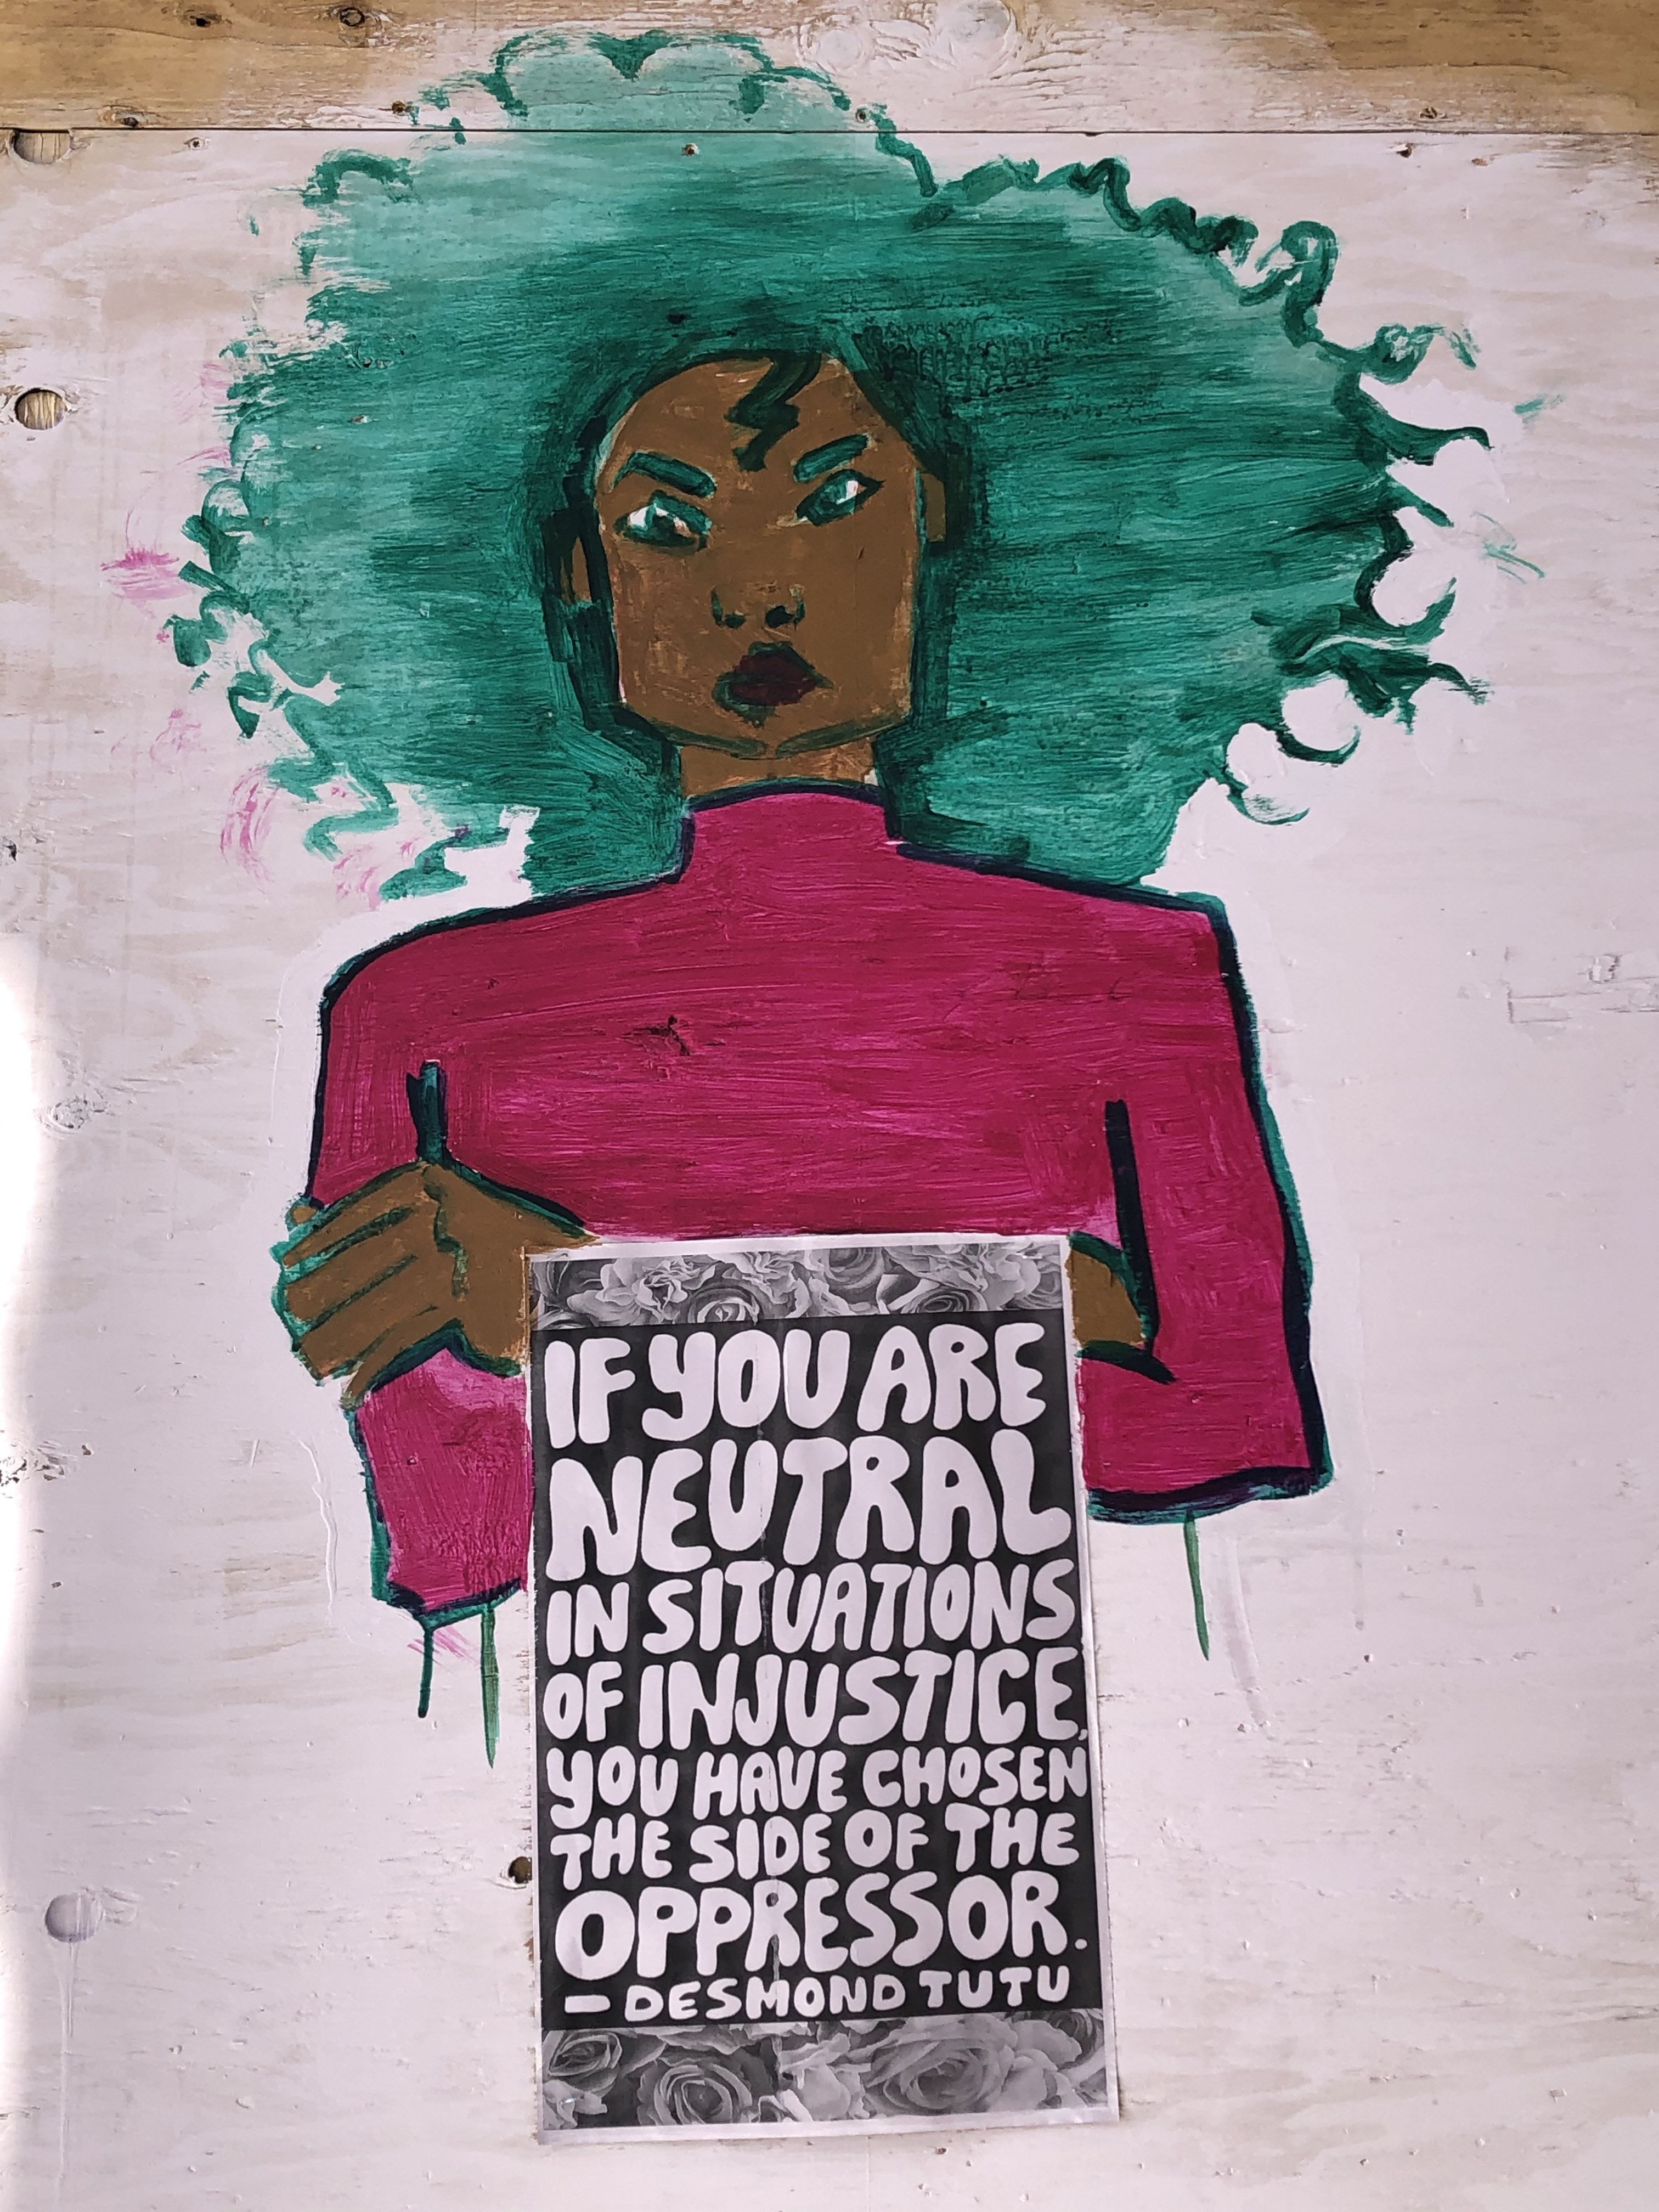 IF YOU ARE
NEUTRAL
IN SITUATIONS
OF INJUSTICE,
YOU HAVE CHOSEN
THE SIDE OF THE
OPPRESSOR.
- DESMOND TUTU